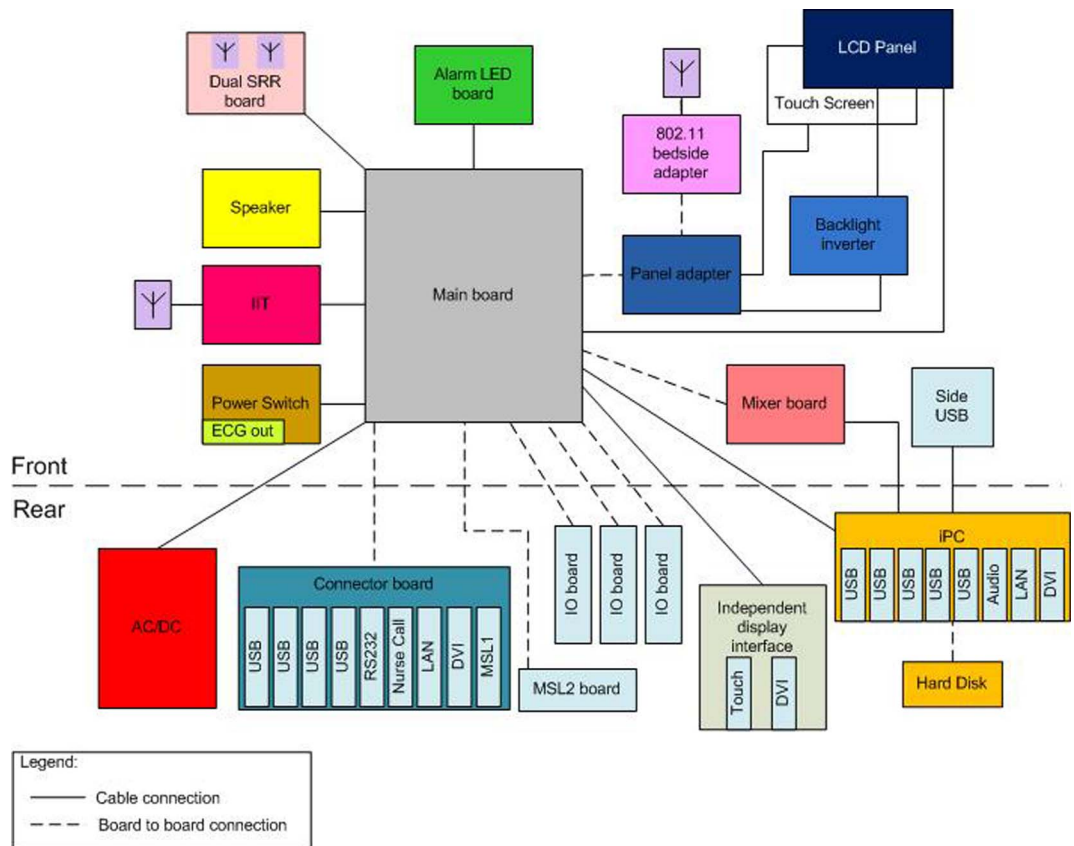 LCD Panel
Dual SRR
board
Alarm LED
board
Touch Screen
802.11
bedside
adapter
Speaker
Backlight
inverter
Panel adapter
IIT
Main board
Power Switch
ECG out
Mixer board
Side
USB
Front
Rear
iPC
USB
USB
USB
USB
USB
Audio
LAN
DVI
IO board
IO board
IO board
Connector board
USB
USB
USB
USB
RS232
Nurse Call
LAN
DVI
MSL1
AC/DC
Independent
display
interface
Touch
DVI
MSL2 board
Hard Disk
Legend:
Cable connection
Board to board connection